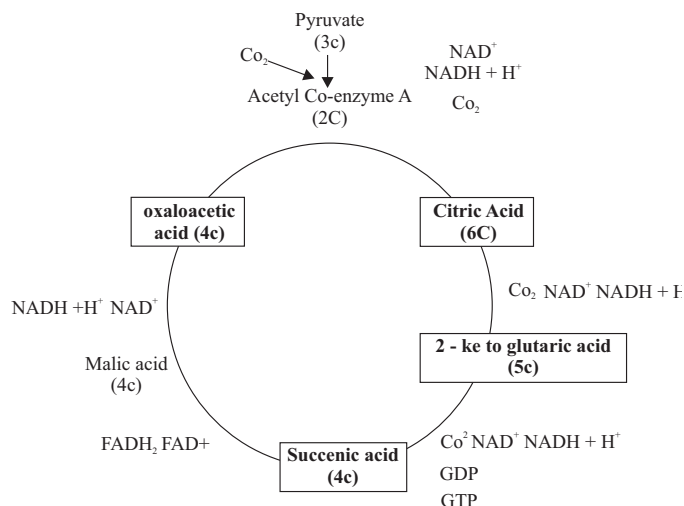 Pyruvate
(3c)
Co₂
NAD⁺
NADH + H⁺
Acetyl Co-enzyme A
(2C)
Co₂
oxaloacetic
acid (4c)
Citric Acid
(6C)
NADH +H⁺ NAD⁺
Co₂ NAD⁺ NADH + H
2 - ke to glutaric acid
(5c)
Malic acid
(4c)
FADH₂ FAD+
Succenic acid
(4c)
Co² NAD⁺ NADH + H⁺
GDP
GTP